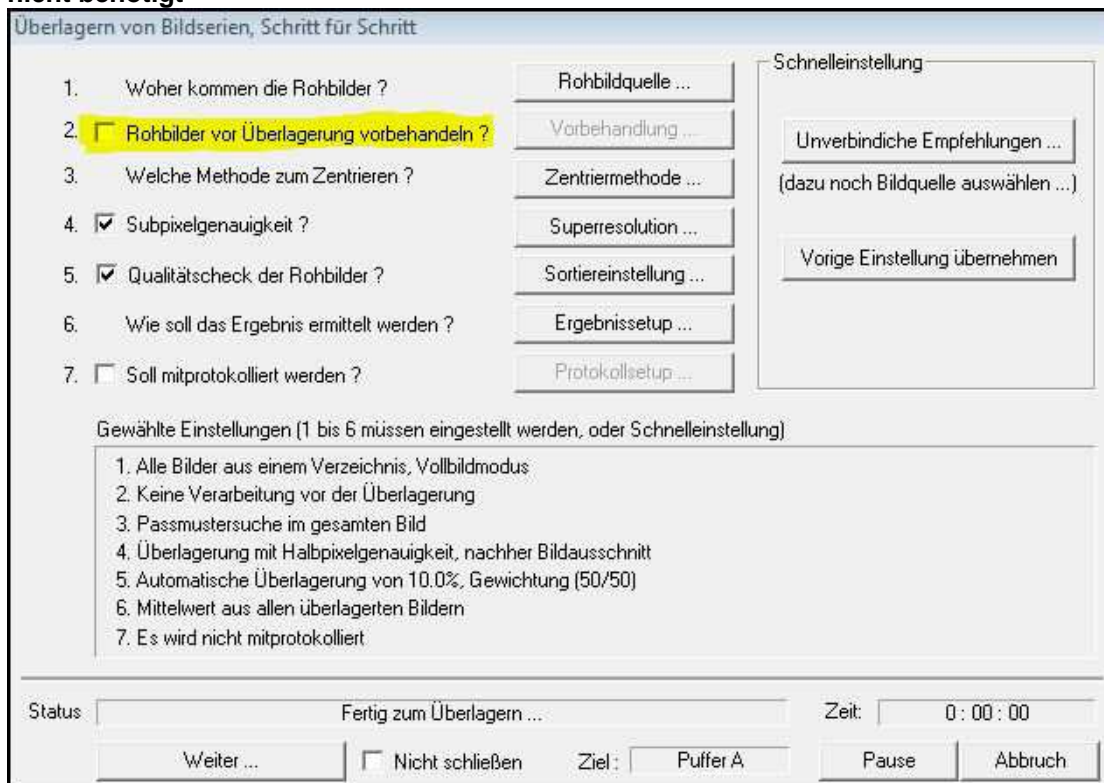 nicht benötigt
Überlagern von Bildserien, Schritt für Schritt
1. Woher kommen die Rohbilder ? Rohbildquelle ...
2. Rohbilder vor Überlagerung vorbehandeln ? Vorbehandlung ...
3. Welche Methode zum Zentrieren ? Zentriermethode ...
4. Subpixelgenauigkeit ? Superresolution ...
5. Qualitätscheck der Rohbilder ? Sortiereinstellung ...
6. Wie soll das Ergebnis ermittelt werden ? Ergebnissetup ...
7. Soll mitprotokolliert werden ? Protokollsetup ...
Schnelleinstellung
Unverbindiche Empfehlungen ...
(dazu noch Bildquelle auswählen ...)
Vorige Einstellung übernehmen
Gewählte Einstellungen (1 bis 6 müssen eingestellt werden, oder Schnelleinstellung)
1. Alle Bilder aus einem Verzeichnis, Vollbildmodus
2. Keine Verarbeitung vor der Überlagerung
3. Passmustersuche im gesamten Bild
4. Überlagerung mit Halbpixelgenauigkeit, nachher Bildausschnitt
5. Automatische Überlagerung von 10.0%, Gewichtung (50/50)
6. Mittelwert aus allen überlagerten Bildern
7. Es wird nicht mitprotokolliert
Status Fertig zum Überlagern ... Zeit: 0 : 00 : 00
Weiter ... Nicht schließen Ziel : Puffer A Pause Abbruch